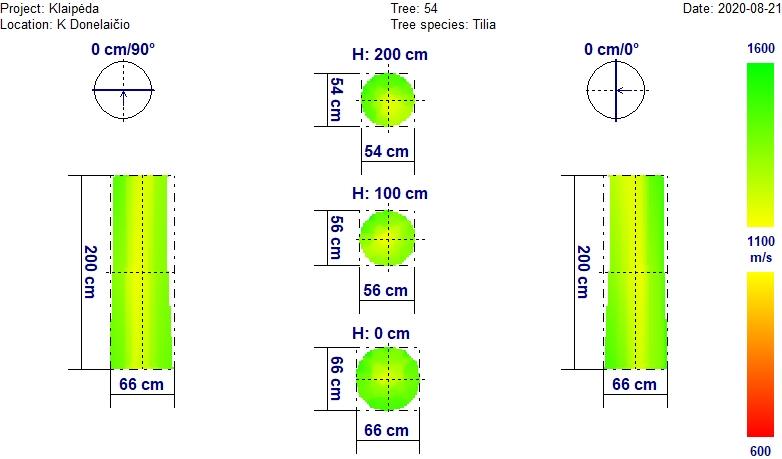 Project: Klaipėda Tree: 54 Date: 2020-08-21
Location: K Donelaičio Tree species: Tilia
0 cm/90° H: 200 cm 0 cm/0° 1600
54 cm
54 cm
H: 100 cm
56 cm
56 cm
200 cm
200 cm
1100
m/s
H: 0 cm
66 cm
66 cm
66 cm
66 cm
600